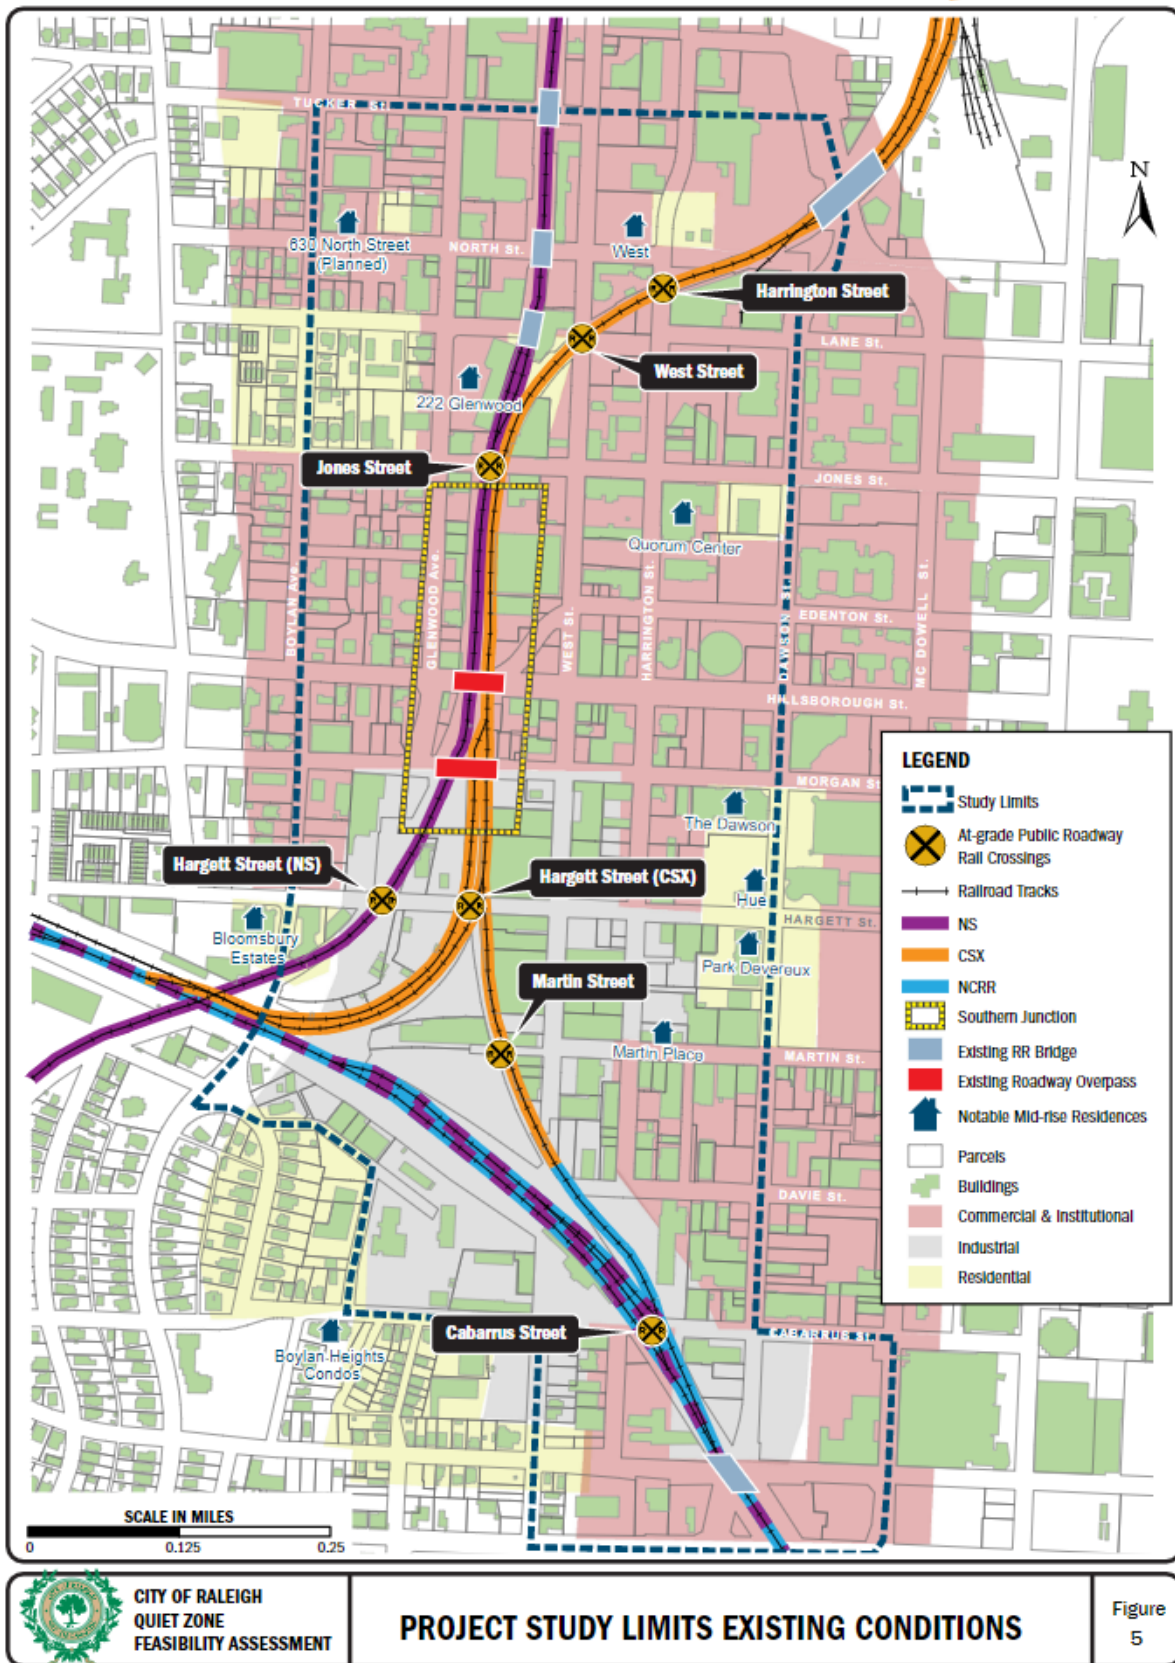 TUCKER St.
N
630 North Street
(Planned)
NORTH St.
West
Harrington Street
LANE St.
West Street
222 Glenwood
Jones Street
JONES St.
Quorum Center
BOYLAN Ave.
GLENWOOD Ave.
WEST St.
HARRINGTON St.
DAWSON St.
MC DOWELL St.
EDENTON St.
HILLSBOROUGH St.
MORGAN St
The Dawson
Hargett Street (NS)
Hargett Street (CSX)
Hue
HARGETT St.
Bloomsbury
Estates
Park Devereux
Martin Street
Martin Place
MARTIN St.
DAVIE St.
Cabarrus Street
CABARRUS St.
Boylan Heights
Condos
LEGEND
Study Limits
At-grade Public Roadway
Rail Crossings
Railroad Tracks
NS
CSX
NCRR
Southern Junction
Existing RR Bridge
Existing Roadway Overpass
Notable Mid-rise Residences
Parcels
Buildings
Commercial & Institutional
Industrial
Residential
SCALE IN MILES
0 0.125 0.25
CITY OF RALEIGH
QUIET ZONE
FEASIBILITY ASSESSMENT
PROJECT STUDY LIMITS EXISTING CONDITIONS
Figure
5